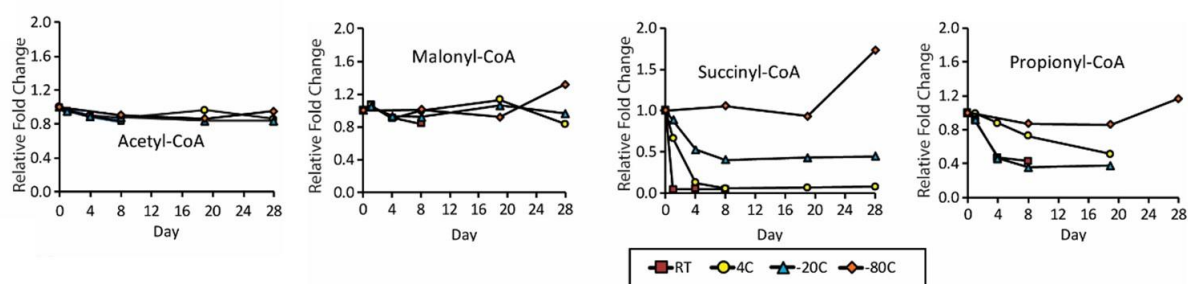 Relative Fold Change
2.0
1.6
1.2
0.8
0.4
0.0
Acetyl-CoA
0 4 8 12 16 20 24 28
Day
Relative Fold Change
2.0
1.6
1.2
0.8
0.4
0.0
Malonyl-CoA
0 4 8 12 16 20 24 28
Day
Relative Fold Change
2.0
1.5
1.0
0.5
0.0
Succinyl-CoA
0 4 8 12 16 20 24 28
Day
Relative Fold Change
2.0
1.6
1.2
0.8
0.4
0.0
Propionyl-CoA
0 4 8 12 16 20 24 28
Day
RT 4C -20C -80C